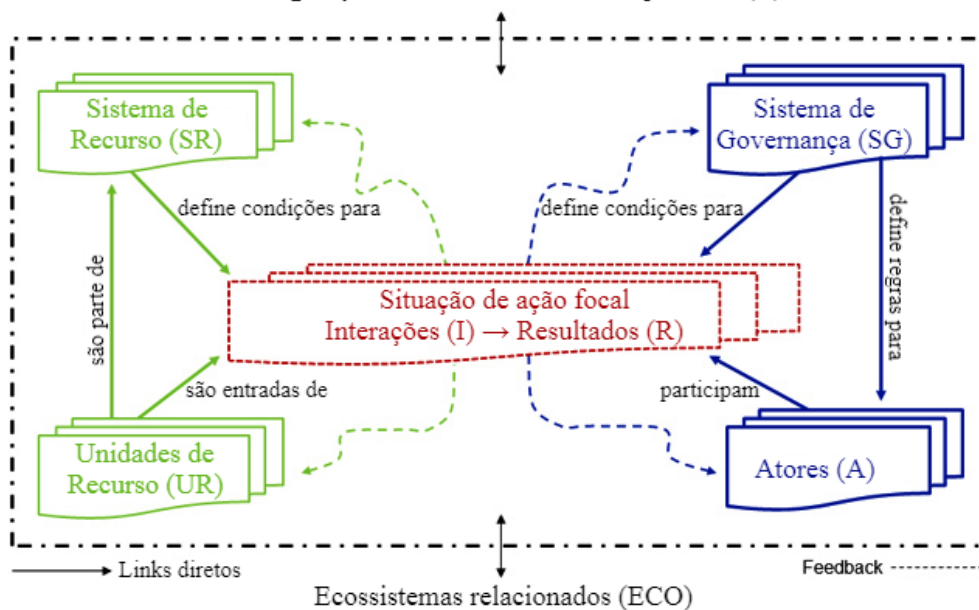 Sistema de
Recurso (SR)
Sistema de
Governança (SG)
define condições para
define condições para
são parte de
define regras para
Situação de ação focal
Interações (I) → Resultados (R)
são entradas de
participam
Unidades de
Recurso (UR)
Atores (A)
Links diretos
Feedback
Ecossistemas relacionados (ECO)